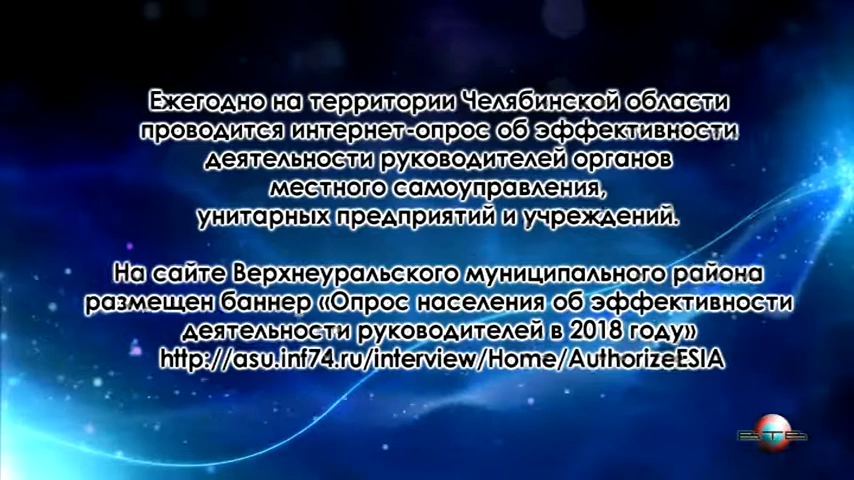 Ежегодно на территории Челябинской области
проводится интернет-опрос об эффективности
деятельности руководителей органов
местного самоуправления,
унитарных предприятий и учреждений.
На сайте Верхнеуральского муниципального района
размещен баннер «Опрос населения об эффективности
деятельности руководителей в 2018 году»
http://asu.inf74.ru/interview/Home/AuthorizeESIA